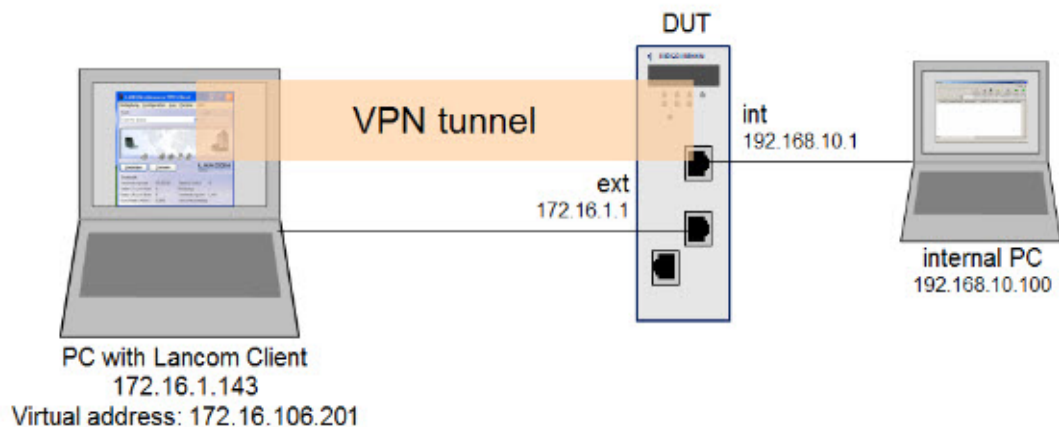 DUT
VPN tunnel
int
192.168.10.1
ext
172.16.1.1
LANCOM
internal PC
192.168.10.100
PC with Lancom Client
172.16.1.143
Virtual address: 172.16.106.201